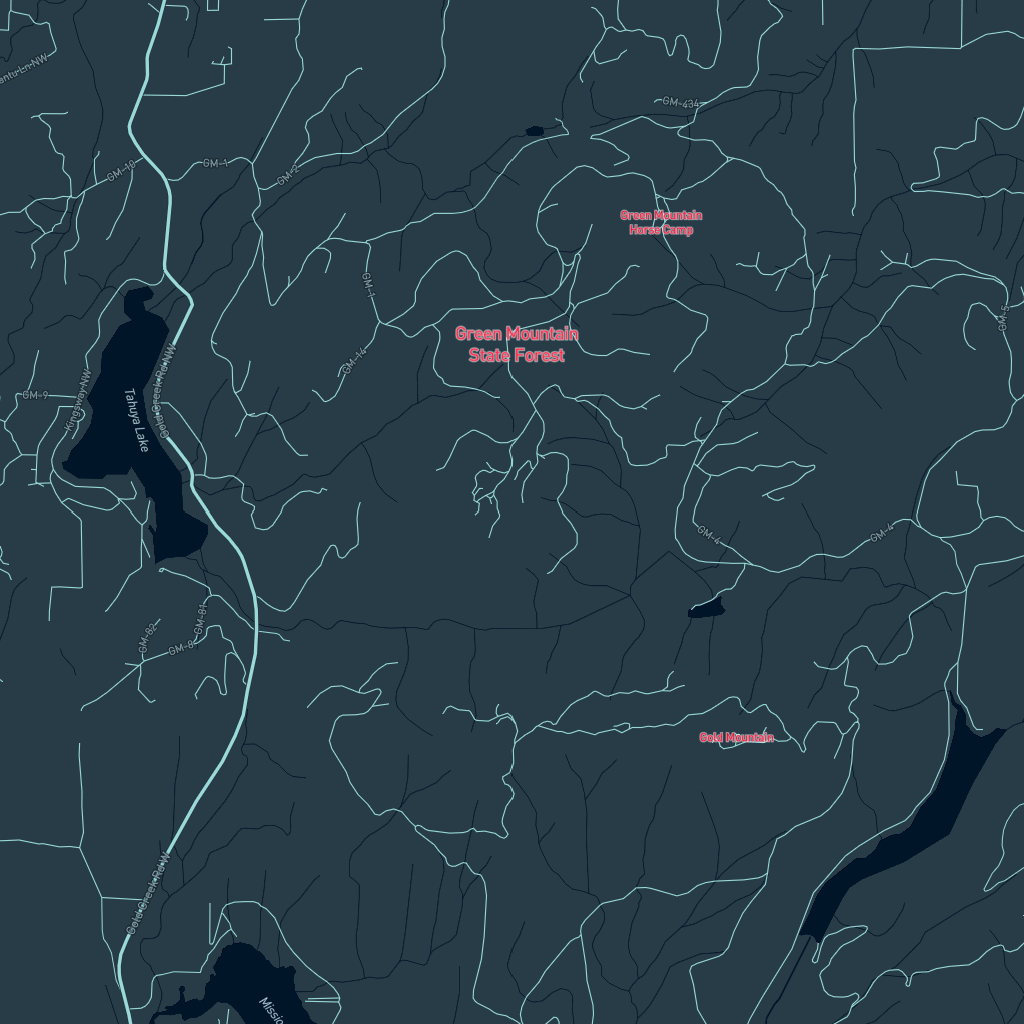 GM-434
GM-10
GM-1
GM-2
Green Mountain
Horse Camp
GM-1
GM-5
Green Mountain
State Forest
GM-14
GM-9
Kingsway NW
Tahuya Lake
Gold Creek Rd NW
GM-4
GM-4
GM-81
GM-82
GM-8
Gold Mountain
Gold Creek Rd W